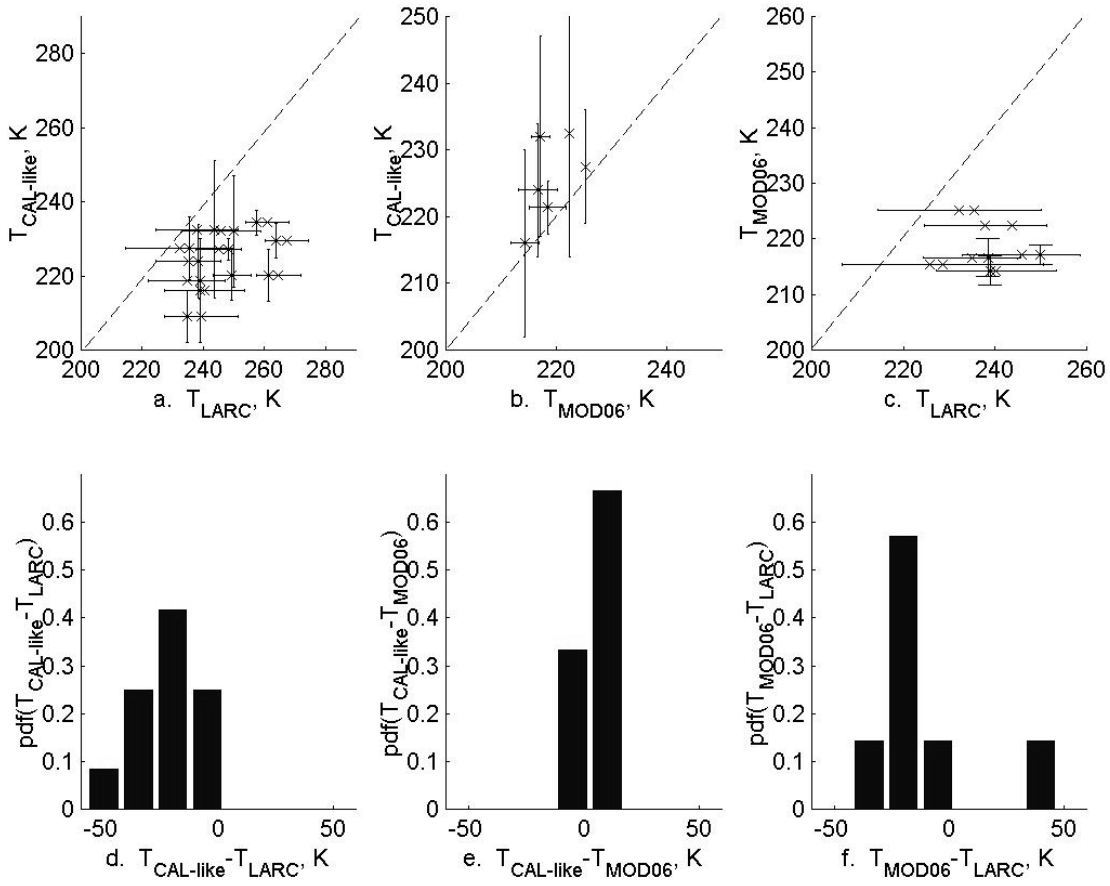 280
260
240
220
200
T_CAL-like, K
200 220 240 260 280
a. T_LARC, K
250
240
230
220
210
200
T_CAL-like, K
200 220 240
b. T_MOD06, K
260
250
240
230
220
210
200
T_MOD06, K
200 220 240 260
c. T_LARC, K
0.6
0.5
0.4
0.3
0.2
0.1
0
pdf(T_CAL-like-T_LARC)
-50 0 50
d. T_CAL-like-T_LARC, K
0.6
0.5
0.4
0.3
0.2
0.1
0
pdf(T_CAL-like-T_MOD06)
-50 0 50
e. T_CAL-like-T_MOD06, K
0.6
0.5
0.4
0.3
0.2
0.1
0
pdf(T_MOD06-T_LARC)
-50 0 50
f. T_MOD06-T_LARC, K